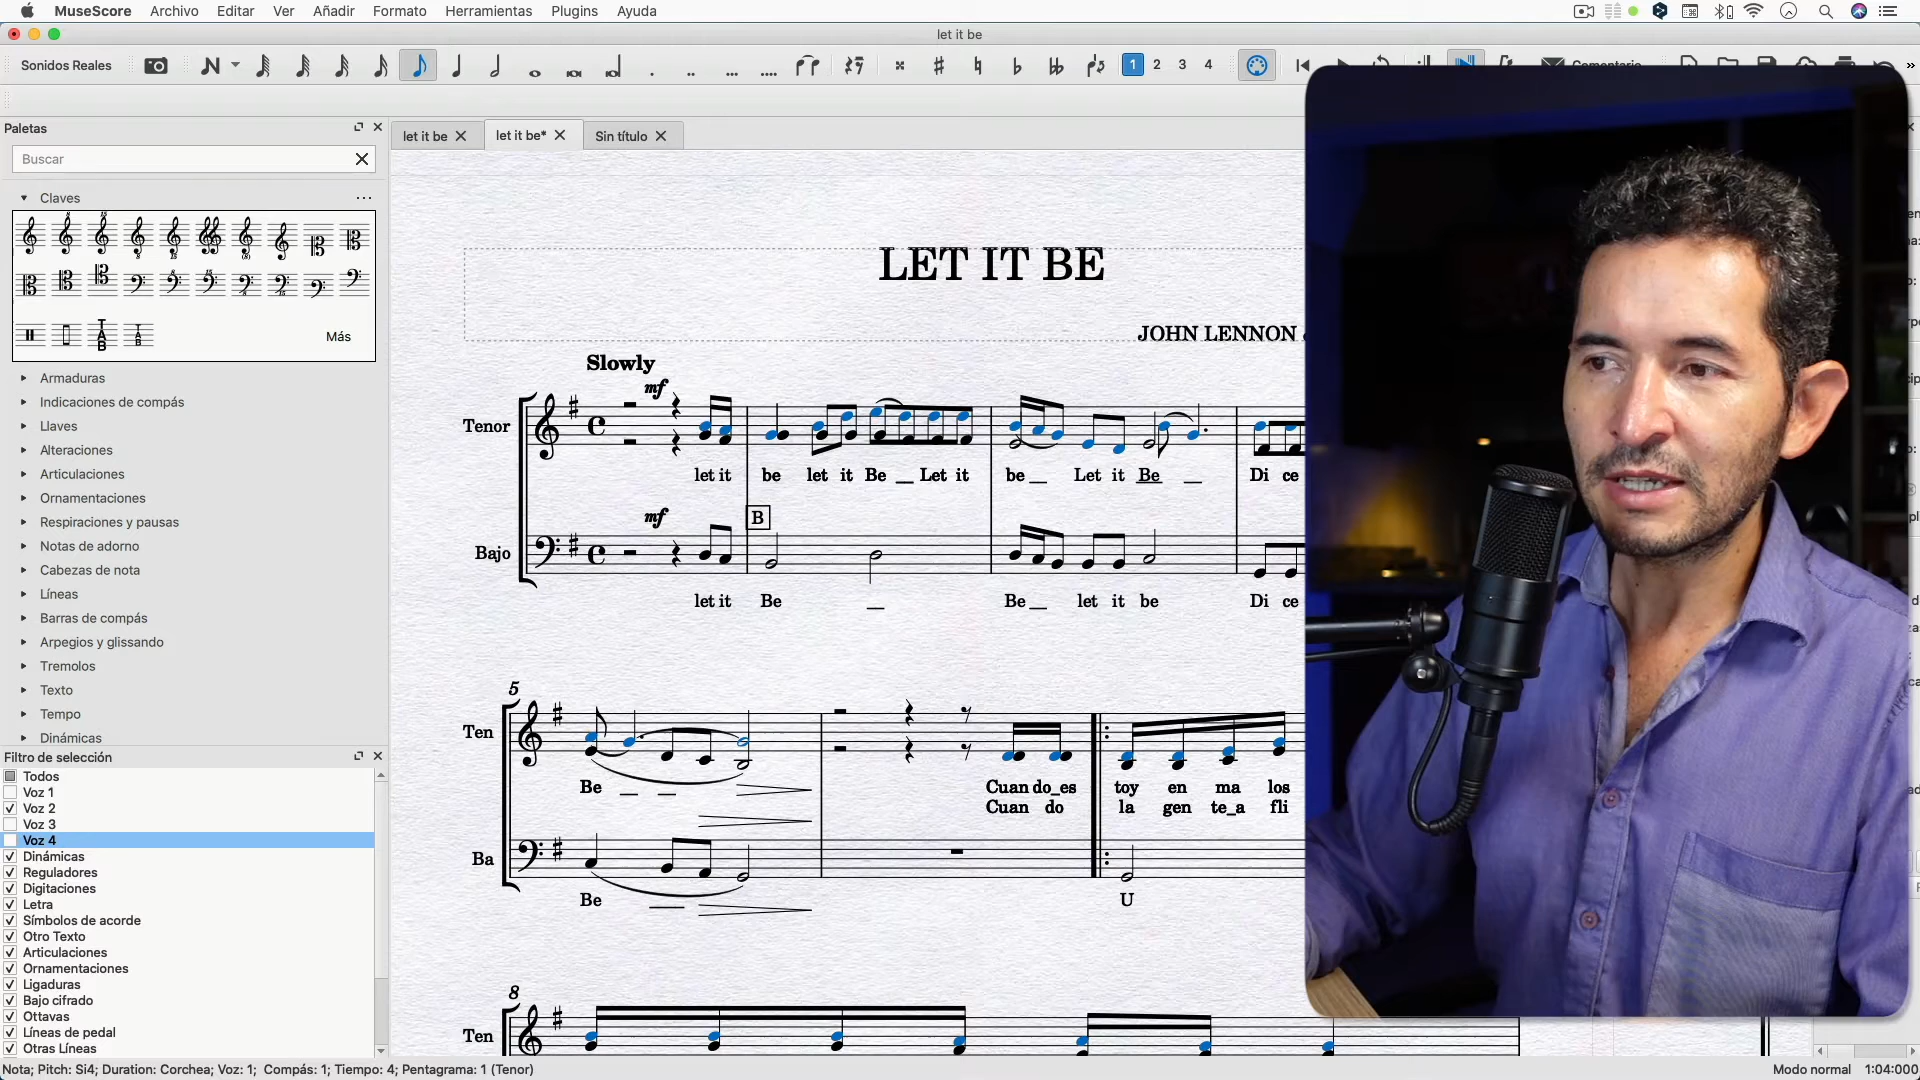 MuseScore Archivo Editar Ver Añadir Formato Herramientas Plugins Ayuda
let it be
Sonidos Reales 1 2 3 4 Comentario »
Paletas
let it be let it be* Sin título
Buscar
Claves
Más
Armaduras
Indicaciones de compás
Llaves
Alteraciones
Articulaciones
Ornamentaciones
Respiraciones y pausas
Notas de adorno
Cabezas de nota
Líneas
Barras de compás
Arpegios y glissando
Tremolos
Texto
Tempo
Dinámicas
Filtro de selección
Todos
Voz 1
Voz 2
Voz 3
Voz 4
Dinámicas
Reguladores
Digitaciones
Letra
Símbolos de acorde
Otro Texto
Articulaciones
Ornamentaciones
Ligaduras
Bajo cifrado
Ottavas
Líneas de pedal
Otras Líneas
LET IT BE
JOHN LENNON
Slowly
mf
Tenor
let it be let it Be _ Let it be _ Let it Be _ Di ce
mf B
Bajo
let it Be _ Be _ let it be Di ce
5
Ten
Be _ _ Cuan do_es toy en ma los
Cuan do la gen te_a fli
Ba
Be _ U
8
Ten
Nota; Pitch: Si4; Duration: Corchea; Voz: 1; Compás: 1; Tiempo: 4; Pentagrama: 1 (Tenor) Modo normal 1:04:000